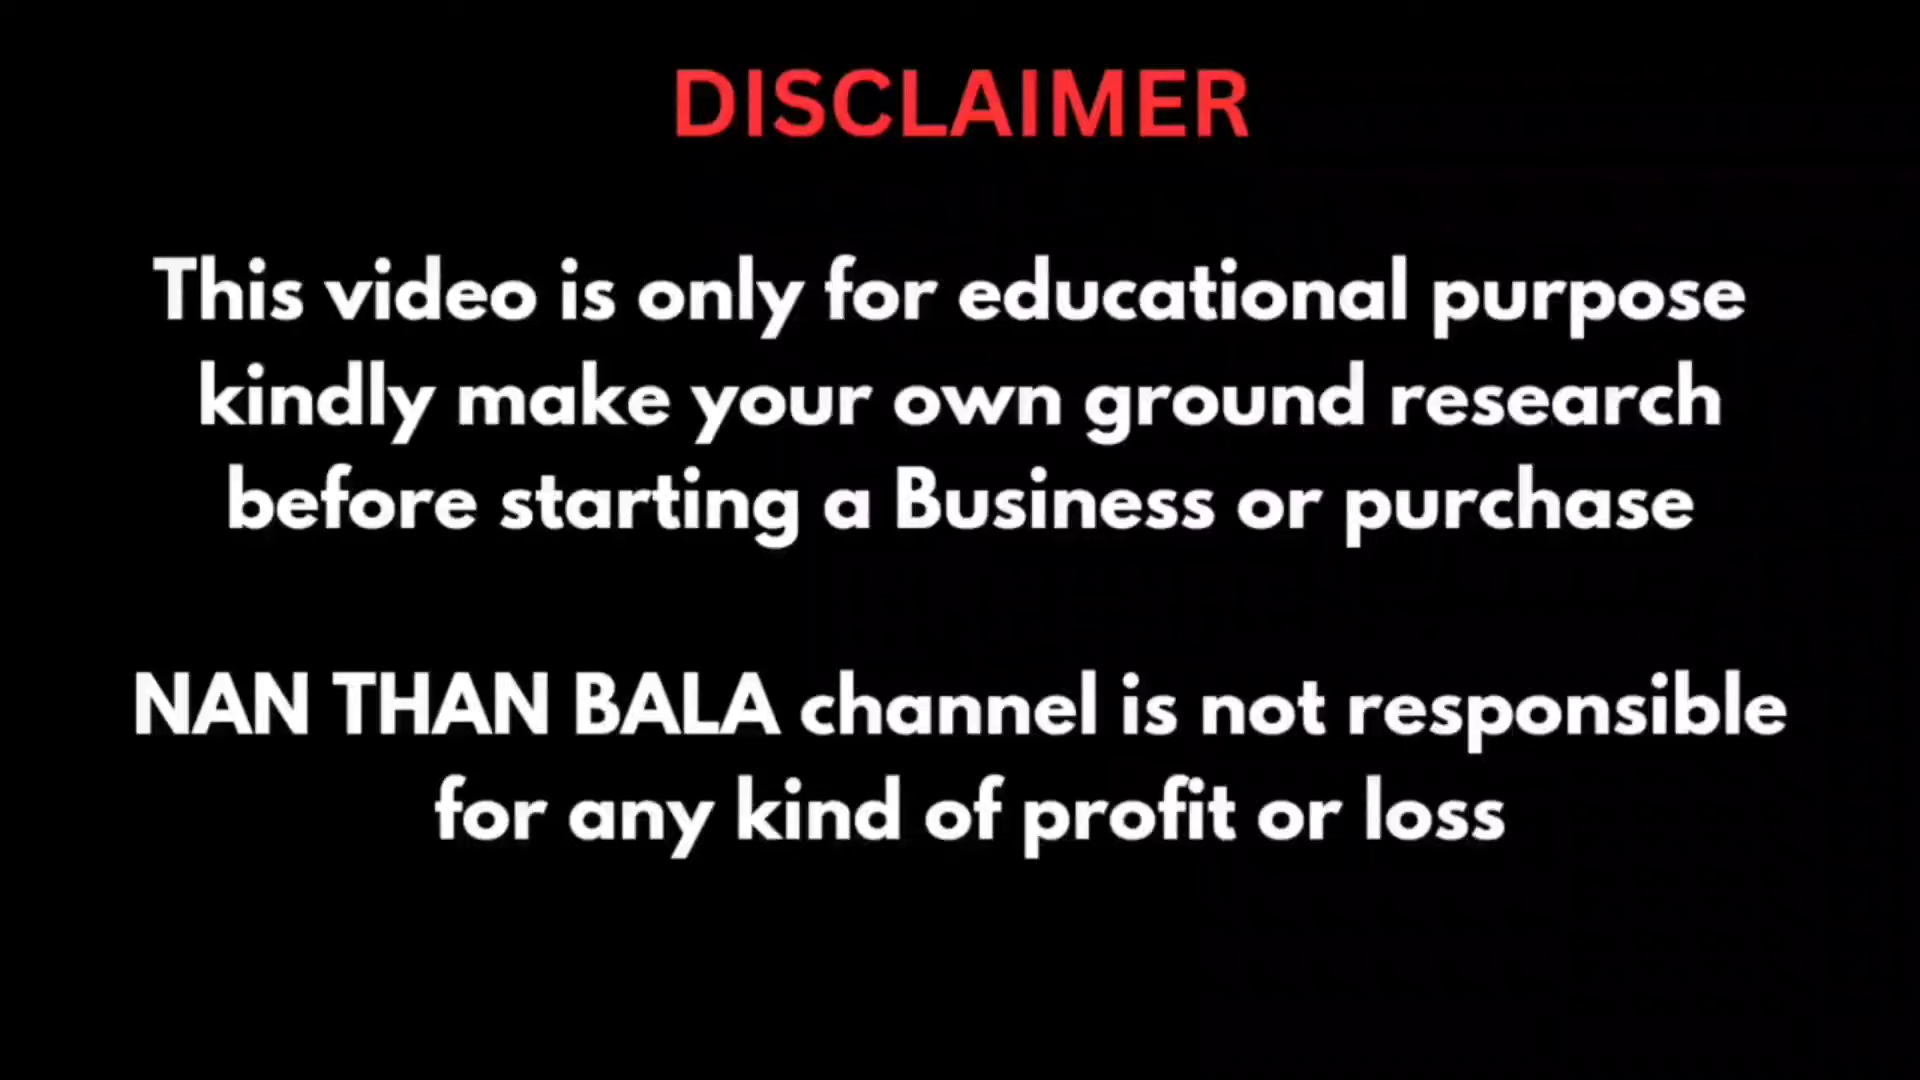 DISCLAIMER
This video is only for educational purpose
kindly make your own ground research
before starting a Business or purchase
NAN THAN BALA channel is not responsible
for any kind of profit or loss